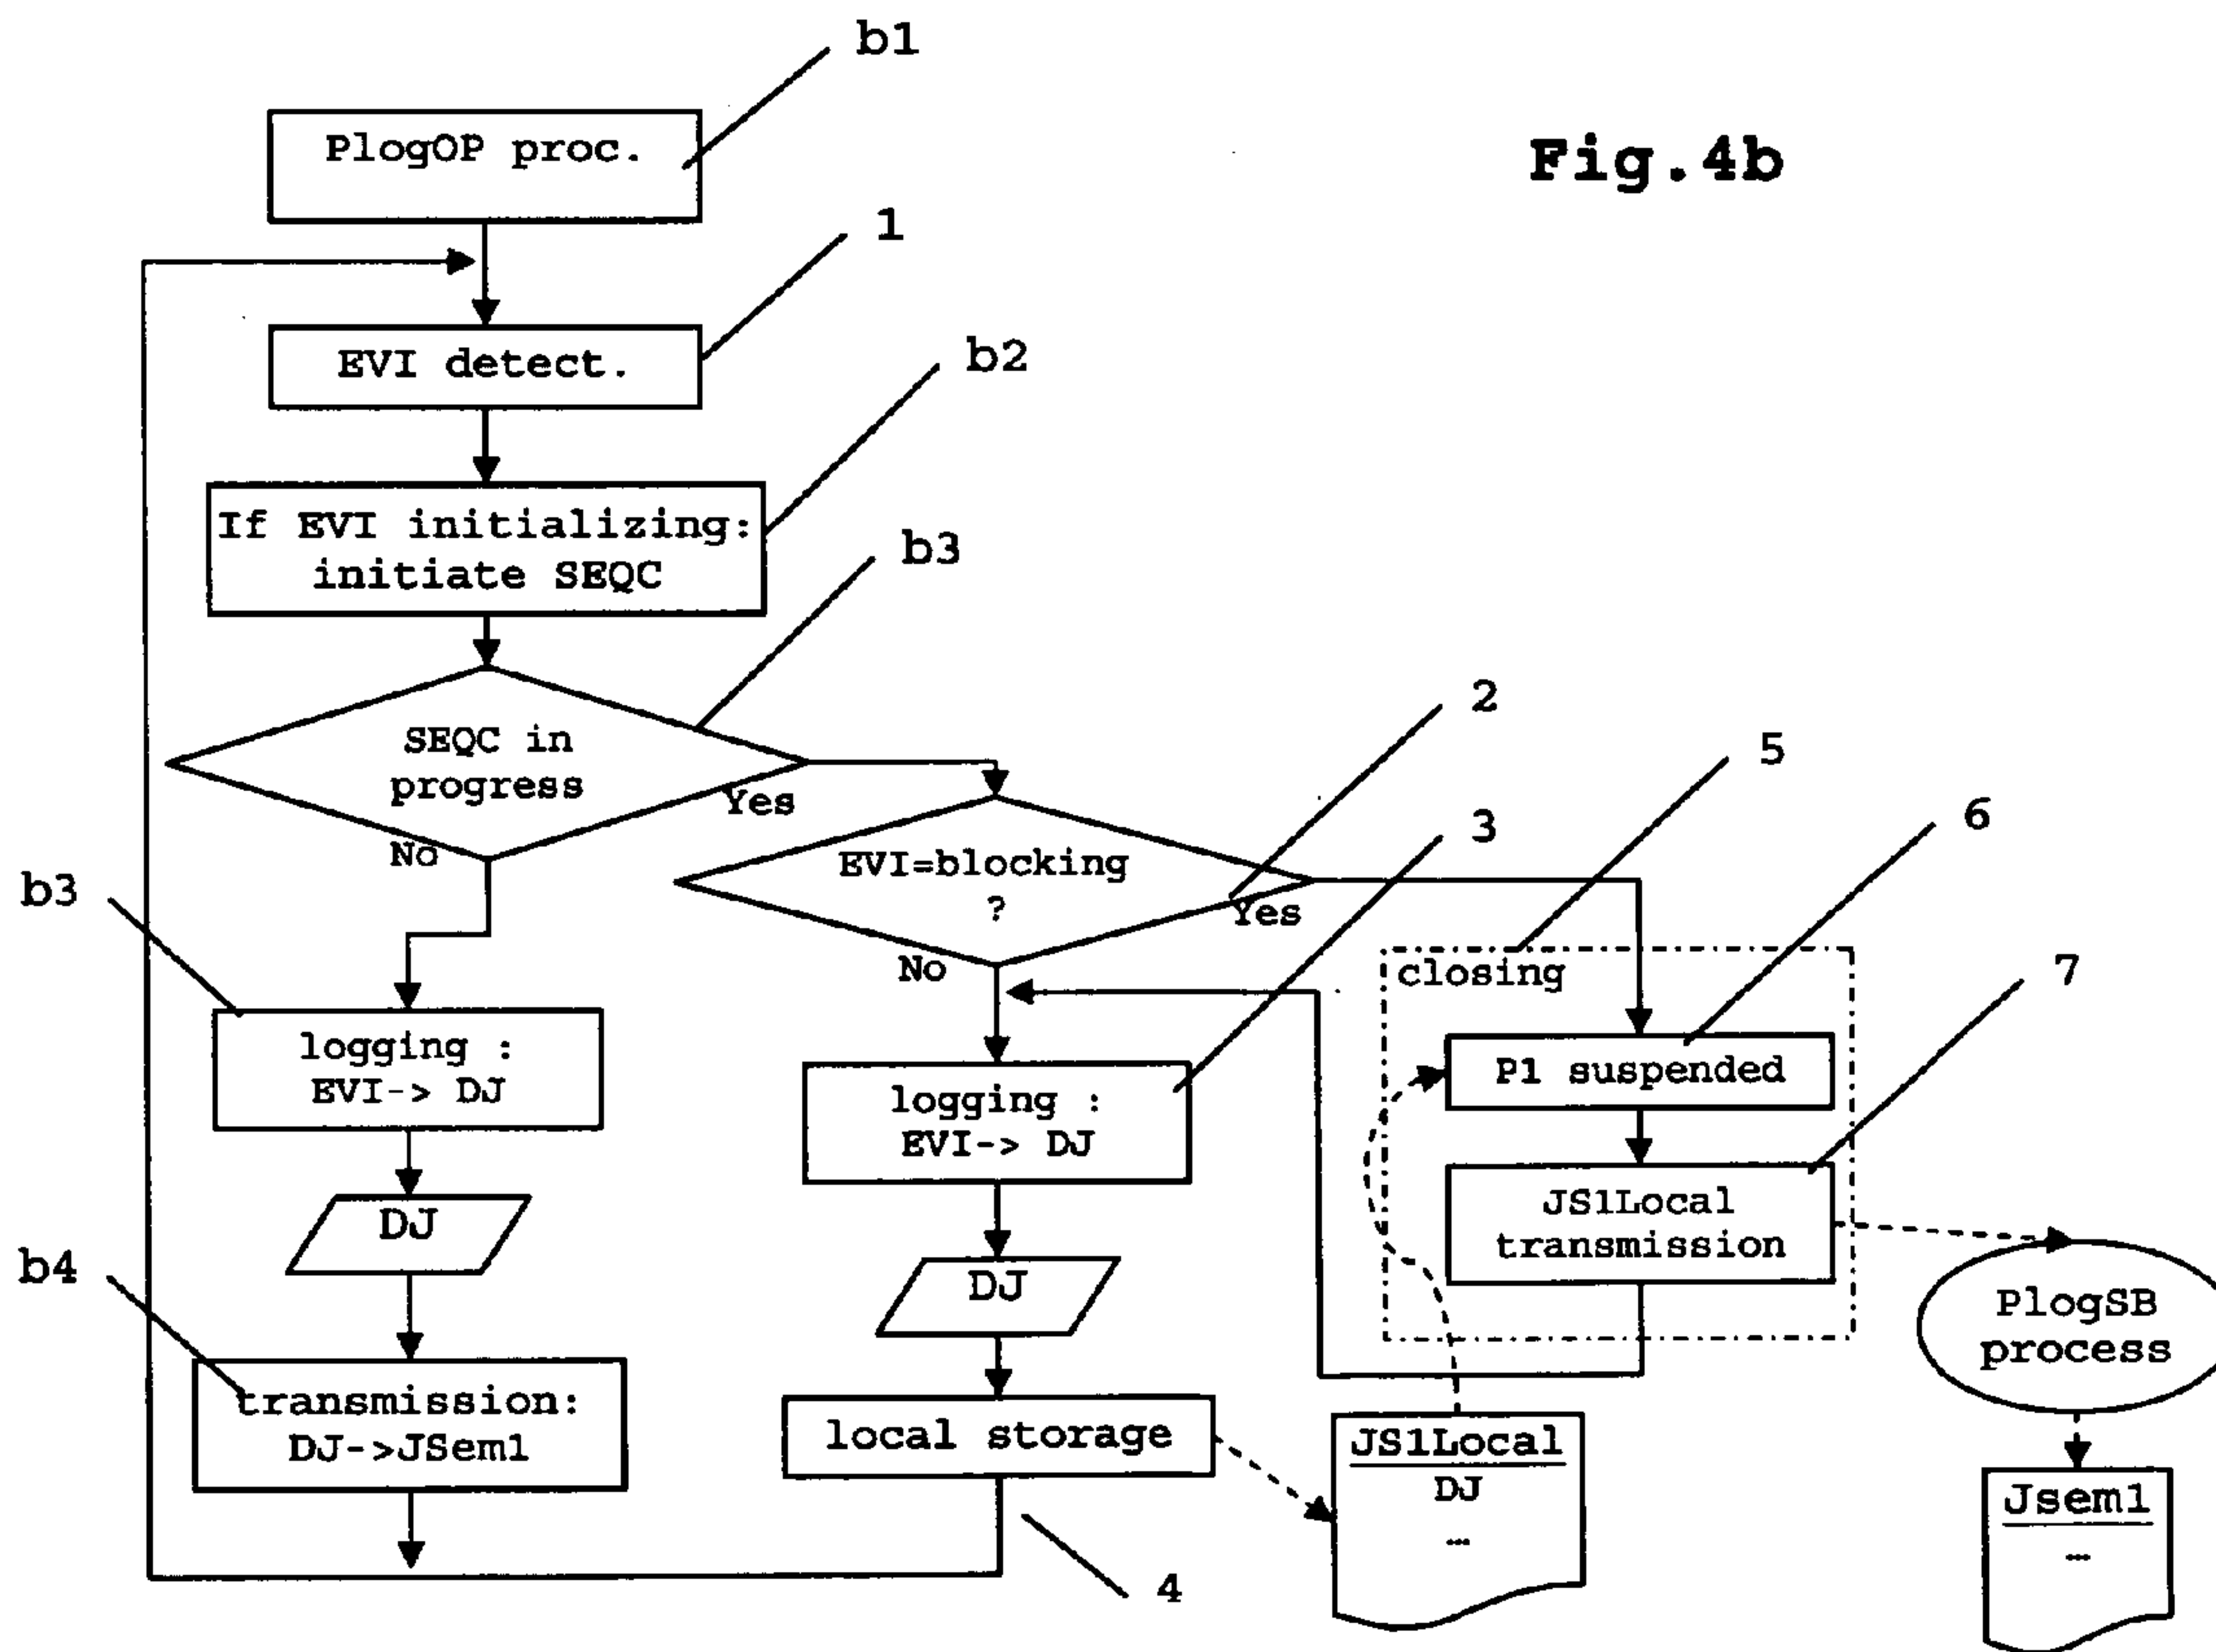 b1
PlogOP proc.
Fig.4b
1
EVI detect.
b2
If EVI initializing:
initiate SEQC
b3
SEQC in
progress
Yes
No
2
EVI=blocking
?
Yes
No
5
6
closing
7
P1 suspended
JS1Local
transmission
3
logging :
EVI-> DJ
DJ
local storage
4
b3
logging :
EVI-> DJ
DJ
b4
transmission:
DJ->JSem1
JS1Local
DJ
…
PlogSB
process
Jsem1
…